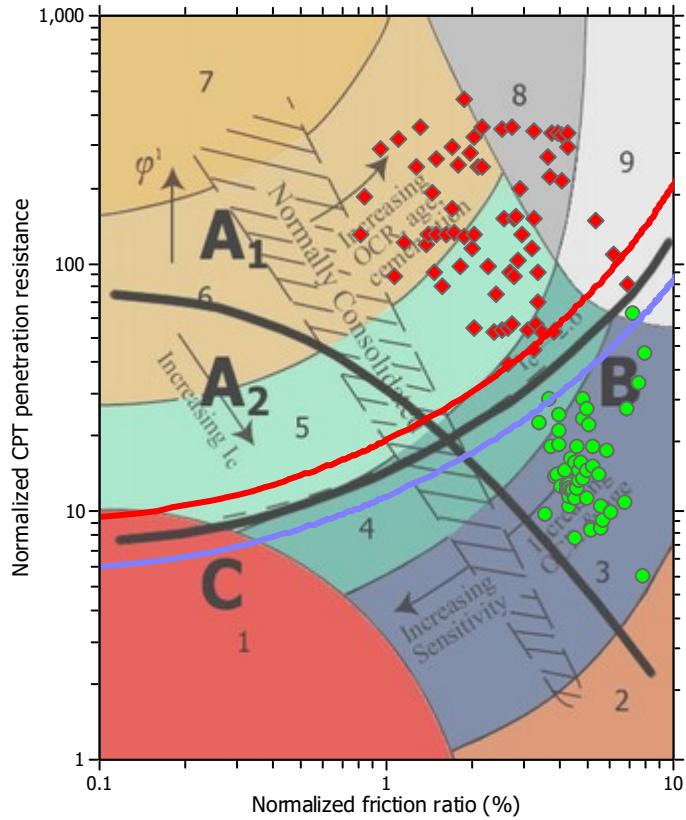 1,000
100
10
1
Normalized CPT penetration resistance
0.1
1
10
Normalized friction ratio (%)
7
8
9
φ¹
A1
6
Normally Consolidated
Increasing
OCR, age,
cementation
A2
Increasing Ic
5
B
4
C
1
Increasing
Sensitivity
3
Increasing
2